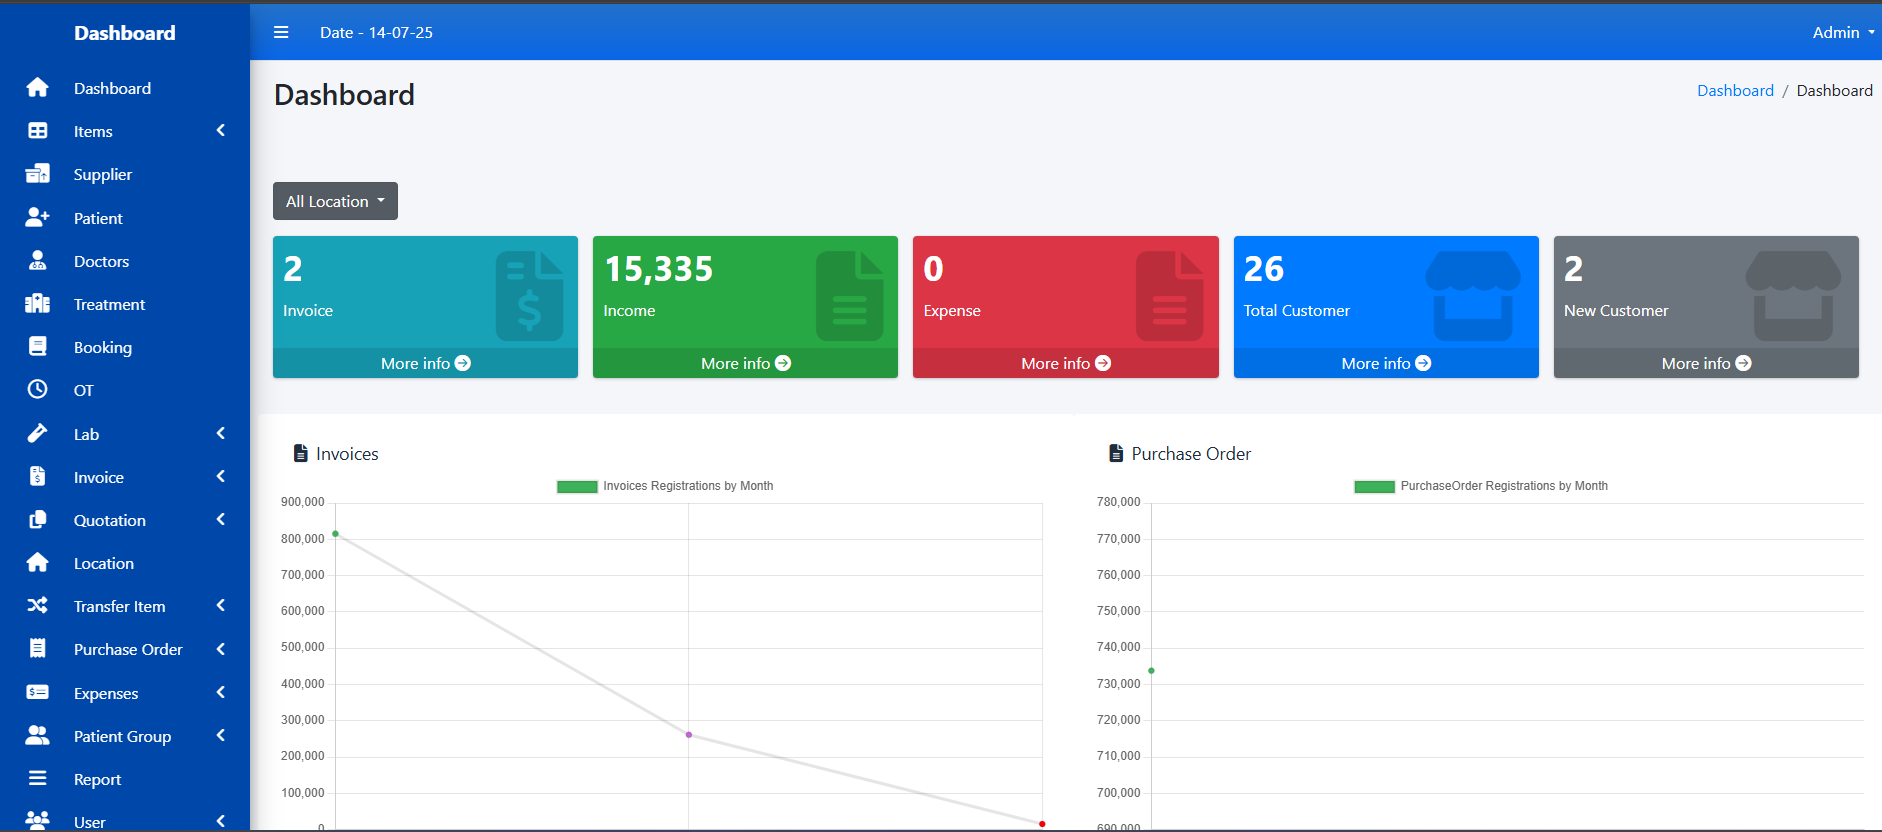 Dashboard
Date - 14-07-25
Admin
Dashboard
Items
Supplier
Patient
Doctors
Treatment
Booking
OT
Lab
Invoice
Quotation
Location
Transfer Item
Purchase Order
Expenses
Patient Group
Report
User
Dashboard
Dashboard / Dashboard
All Location
2
Invoice
More info
15,335
Income
More info
0
Expense
More info
26
Total Customer
More info
2
New Customer
More info
Invoices
Invoices Registrations by Month
900,000
800,000
700,000
600,000
500,000
400,000
300,000
200,000
100,000
0
Purchase Order
PurchaseOrder Registrations by Month
780,000
770,000
760,000
750,000
740,000
730,000
720,000
710,000
700,000
690,000